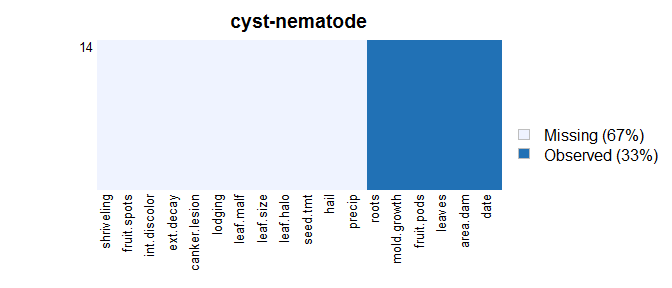 cyst-nematode
14
Missing (67%)
Observed (33%)
shriveling
fruit.spots
int.discolor
ext.decay
canker.lesion
lodging
leaf.malf
leaf.size
leaf.halo
seed.tmt
hail
precip
roots
mold.growth
fruit.pods
leaves
area.dam
date